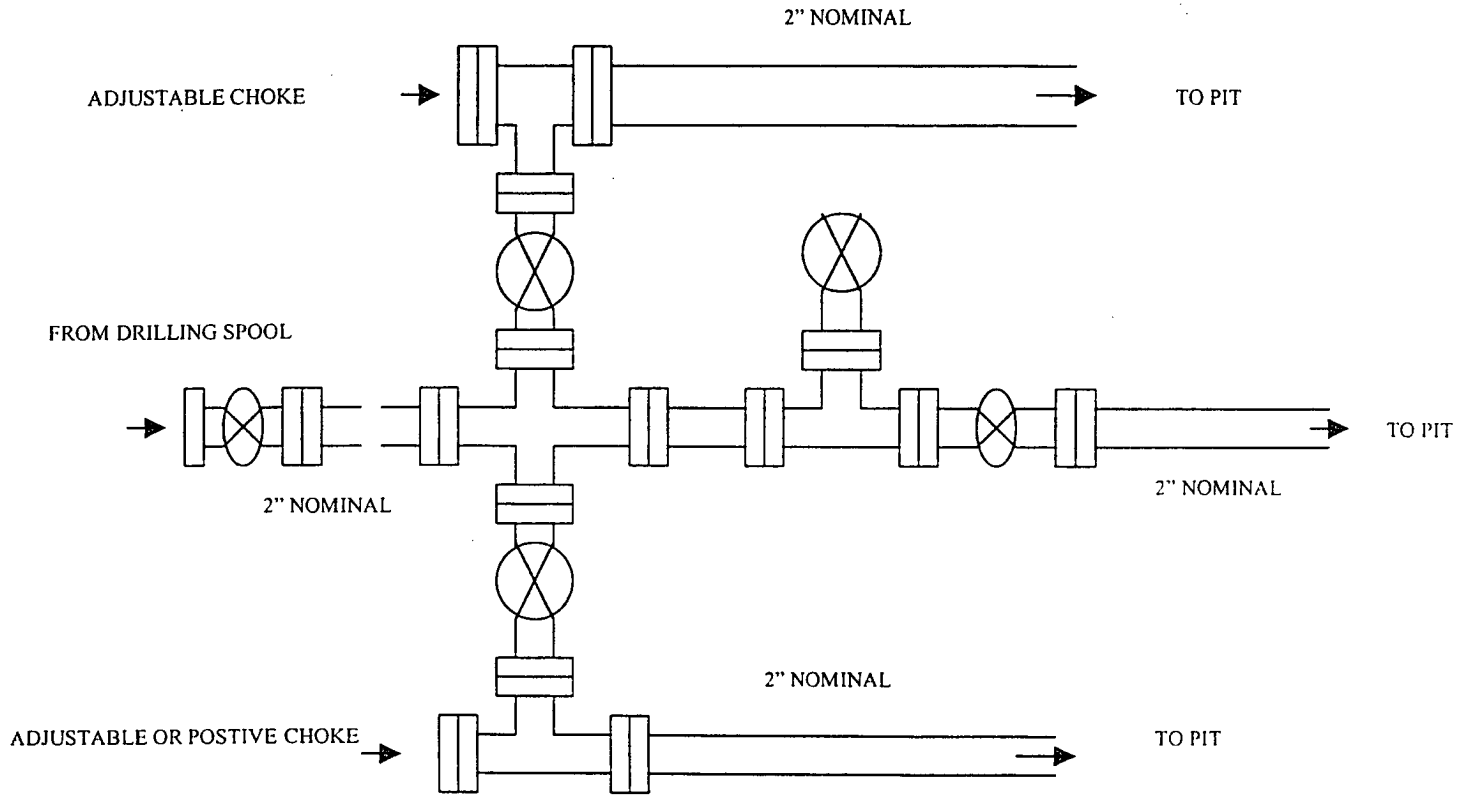 2” NOMINAL
ADJUSTABLE CHOKE
TO PIT
FROM DRILLING SPOOL
TO PIT
2” NOMINAL
2” NOMINAL
2” NOMINAL
ADJUSTABLE OR POSTIVE CHOKE
TO PIT